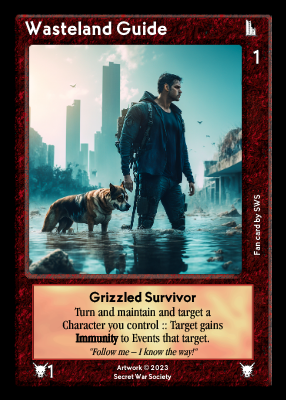 Wasteland Guide
1
Fan card by SWS
Grizzled Survivor
Turn and maintain and target a
Character you control :: Target gains
Immunity to Events that target.
"Follow me – I know the way!"
1
Artwork © 2023
Secret War Society